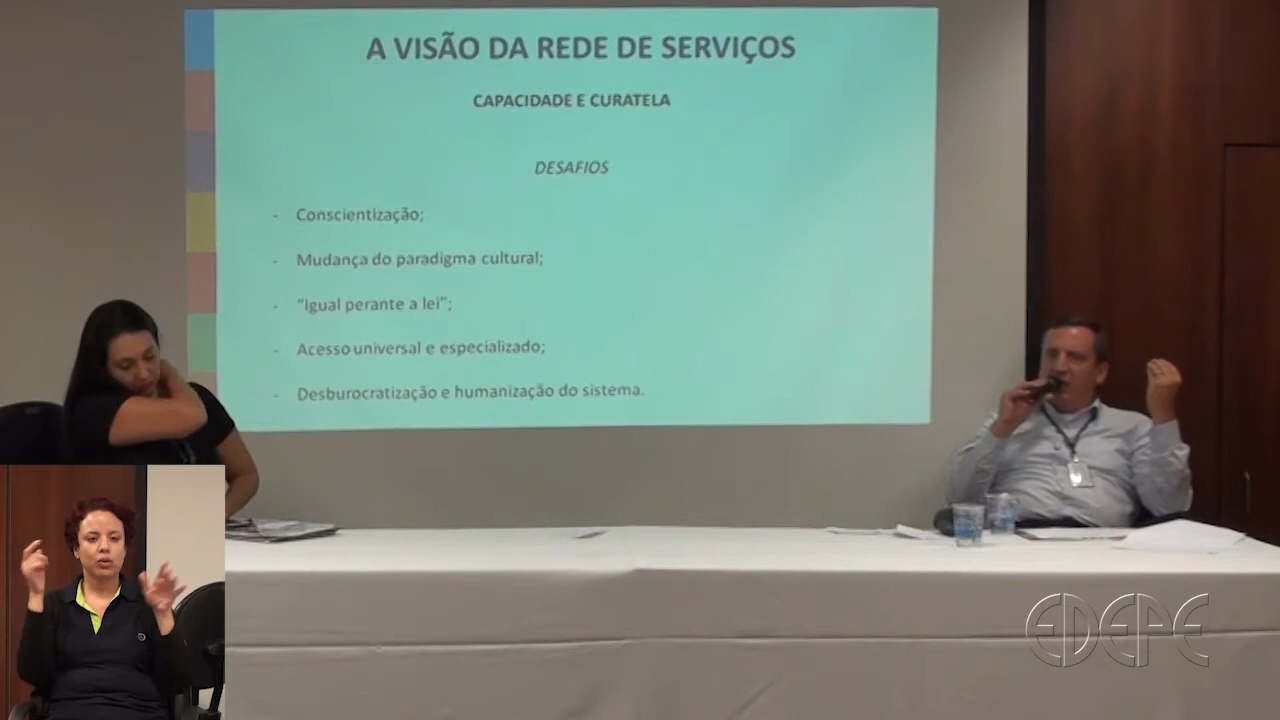 A VISÃO DA REDE DE SERVIÇOS
CAPACIDADE E CURATELA
DESAFIOS
- Conscientização;
- Mudança do paradigma cultural;
- “Igual perante a lei”;
- Acesso universal e especializado;
- Desburocratização e humanização do sistema.
EDEPE